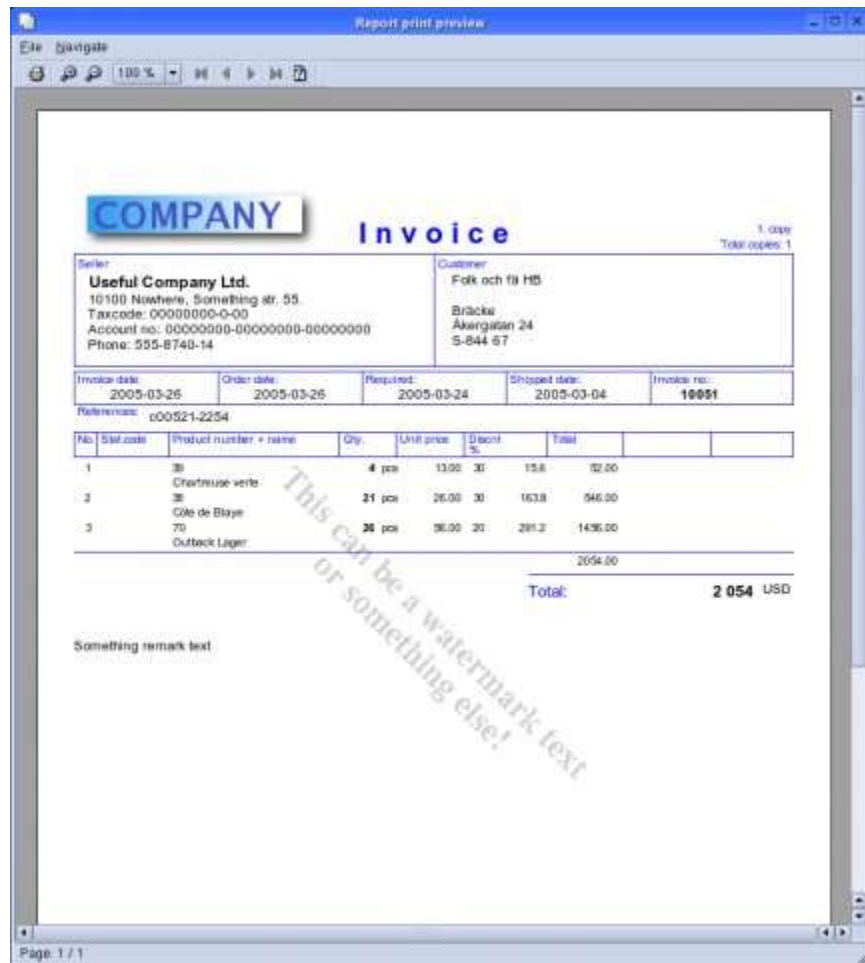 Report print preview
File Navigate
100 %
COMPANY
Invoice
1. copy
Total copies: 1
Seller
Useful Company Ltd.
10100 Nowhere, Something str. 55.
Taxcode: 00000000-0-00
Account no.: 00000000-00000000-00000000
Phone: 555-8740-14
Customer
Folk och fä HB
Bräcke
Åkergatan 24
S-844 67
Invoice date: Order date: Required: Shipped date: Invoice no.:
2005-03-26 2005-03-26 2005-03-24 2005-03-04 10051
References: c00521-2254
No. Stat.code Product number + name Qty. Unit price Discnt % Total
1 39 4 pcs 13.00 30 15.6 52.00
Chartreuse verte
2 38 21 pcs 26.00 30 163.8 546.00
Côte de Blaye
3 70 26 pcs 56.00 20 291.2 1456.00
Outback Lager
2054.00
Total: 2 054 USD
Something remark text
This can be a watermark text
or something else!
Page: 1 / 1